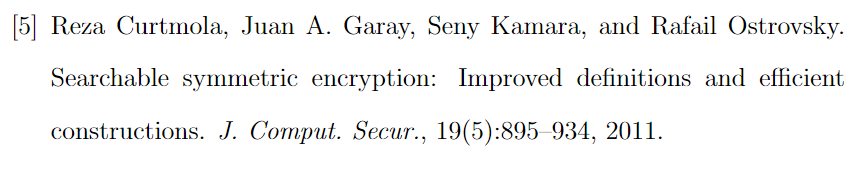 [5] Reza Curtmola, Juan A. Garay, Seny Kamara, and Rafail Ostrovsky.
Searchable symmetric encryption: Improved definitions and efficient
constructions. J. Comput. Secur., 19(5):895–934, 2011.